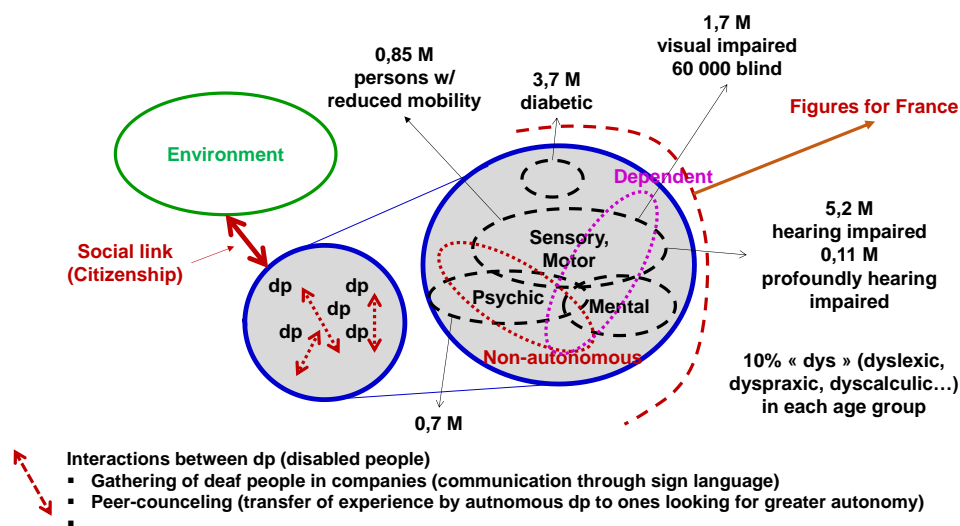 1,7 M
visual impaired
60 000 blind
0,85 M
persons w/
reduced mobility
3,7 M
diabetic
Figures for France
Environment
Dependent
Social link
(Citizenship)
Sensory,
Motor
Psychic
Mental
Non-autonomous
dp
dp
dp
dp
dp
5,2 M
hearing impaired
0,11 M
profoundly hearing
impaired
10% « dys » (dyslexic,
dyspraxic, dyscalculic…)
in each age group
0,7 M
Interactions between dp (disabled people)
▪ Gathering of deaf people in companies (communication through sign language)
▪ Peer-counceling (transfer of experience by autnomous dp to ones looking for greater autonomy)
▪